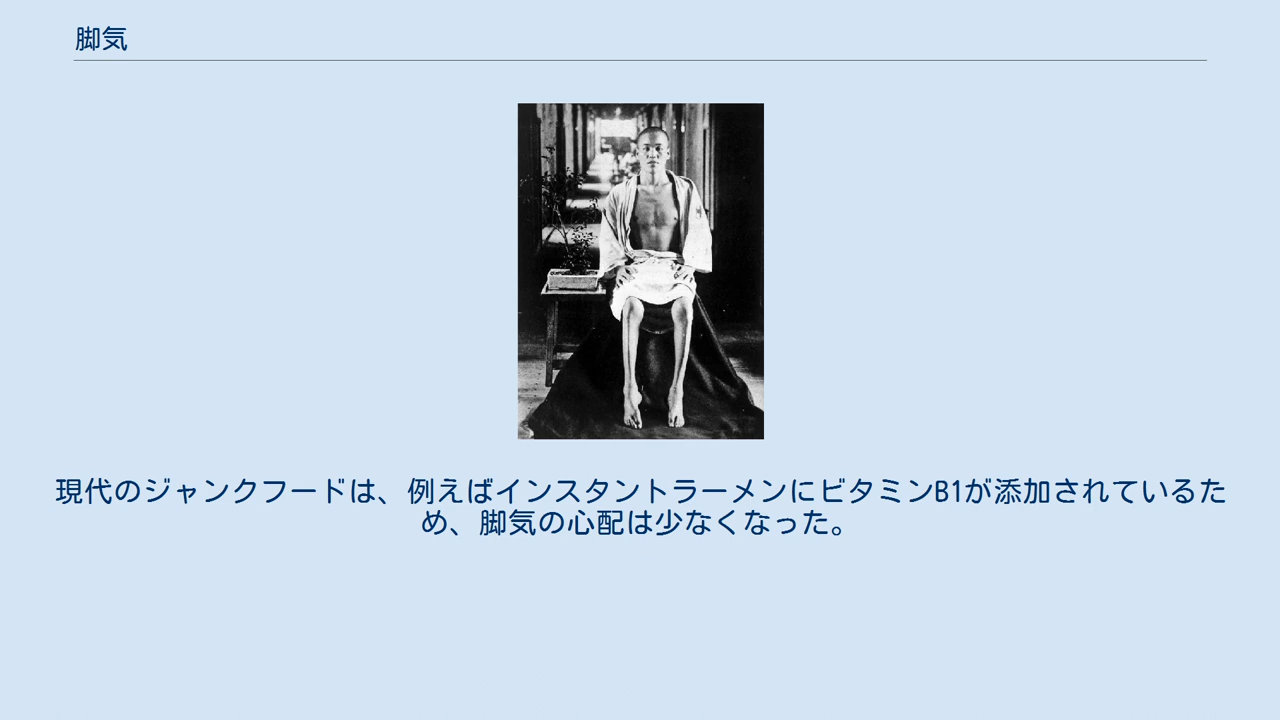 脚気
現代のジャンクフードは、例えばインスタントラーメンにビタミンB1が添加されているた
め、脚気の心配は少なくなった。